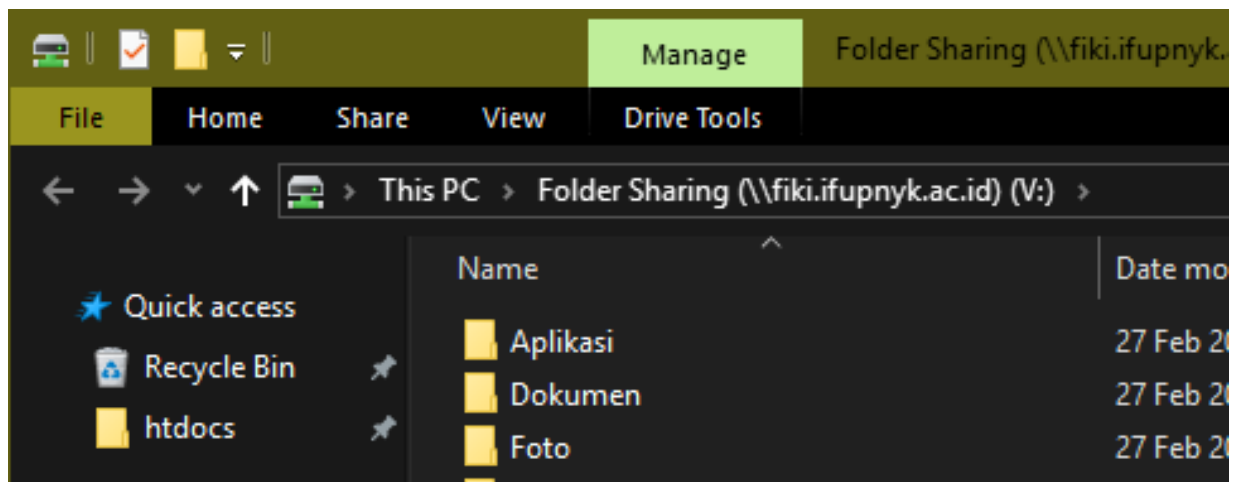 Manage Folder Sharing (\\fiki.ifupnyk.
File Home Share View Drive Tools
This PC > Folder Sharing (\\fiki.ifupnyk.ac.id) (V:) >
Name Date mo
Quick access
Aplikasi 27 Feb 20
Recycle Bin
Dokumen 27 Feb 20
htdocs
Foto 27 Feb 20